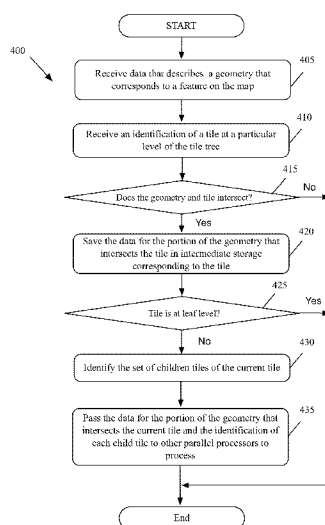 START
400
Receive data that describes a geometry that
corresponds to a feature on the map
405
Receive an identification of a tile at a particular
level of the tile tree
410
415
Does the geometry and tile intersect?
No
Yes
Save the data for the portion of the geometry that
intersects the tile in intermediate storage
corresponding to the tile
420
425
Tile is at leaf level?
Yes
No
Identify the set of children tiles of the current tile
430
Pass the data for the portion of the geometry that
intersects the current tile and the identification
of each child tile to other parallel processors to
process
435
End